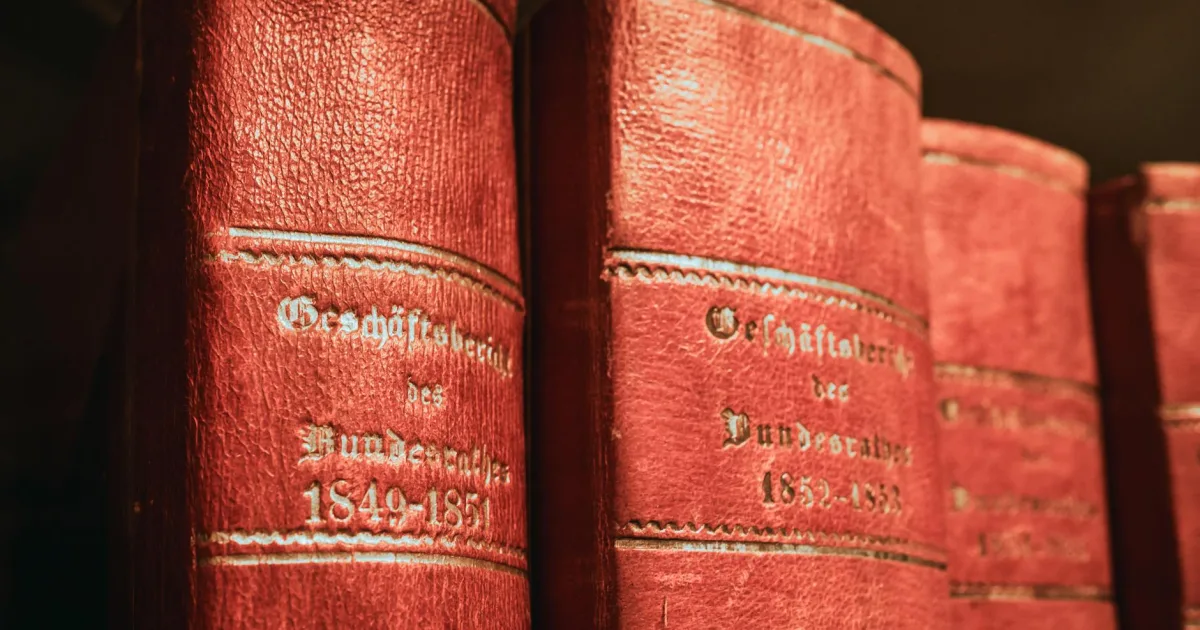 Geschäftsbericht
des
Bundesrathes
1849-1851
Geschäftsbericht
des
Bundesrathes
1852-1853